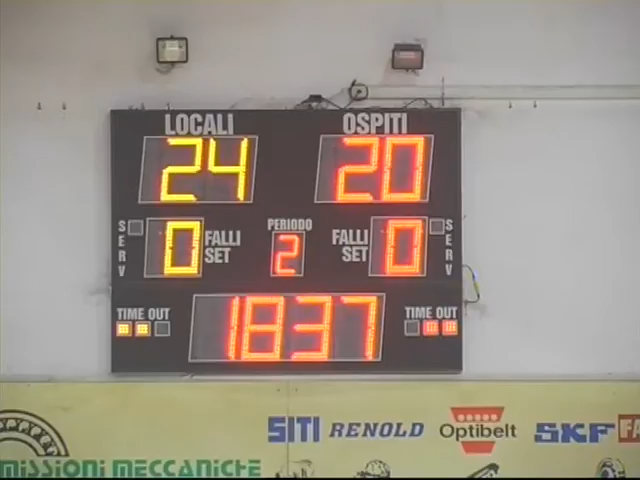 LOCALI OSPITI
24 20
SERV 0 FALLI SET PERIODO 2 FALLI SET 0 SERV
TIME OUT 1837 TIME OUT
SITI RENOLD Optibelt SKF FA
MISSIONI MECCANICHE